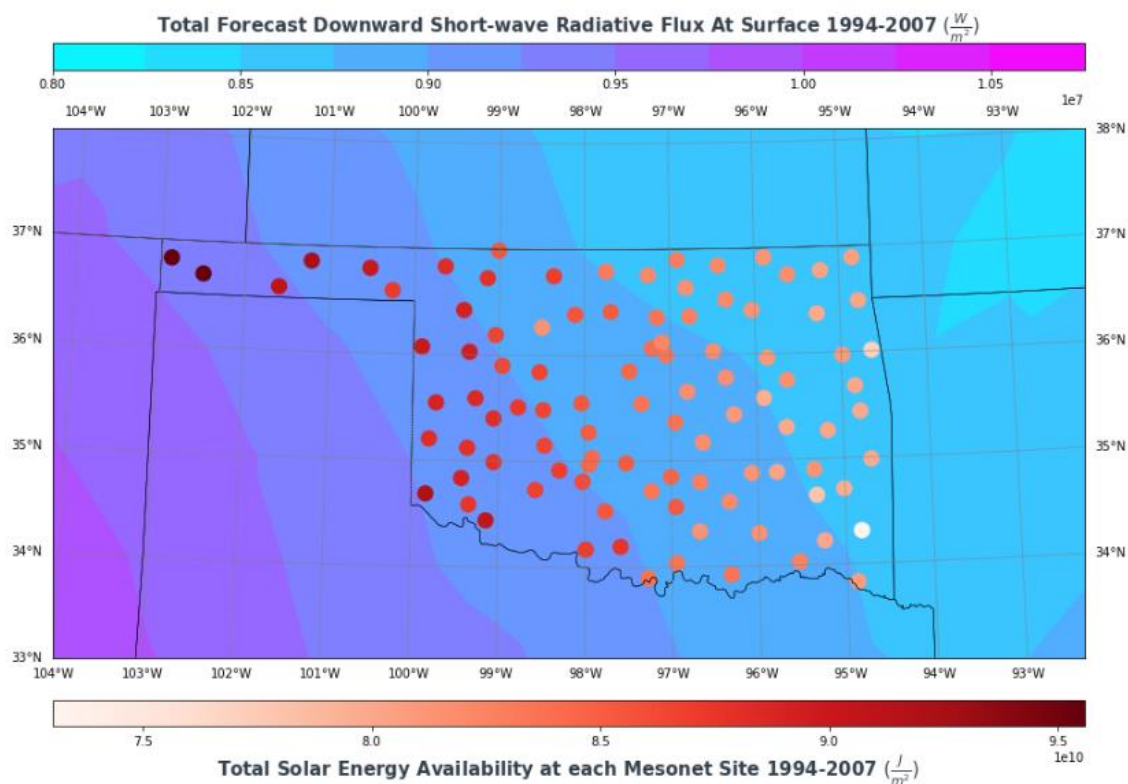 Total Forecast Downward Short-wave Radiative Flux At Surface 1994-2007 (W/m²)
0.80 0.85 0.90 0.95 1.00 1.05
1e7
104°W 103°W 102°W 101°W 100°W 99°W 98°W 97°W 96°W 95°W 94°W 93°W
38°N
37°N 37°N
36°N 36°N
35°N 35°N
34°N 34°N
33°N
104°W 103°W 102°W 101°W 100°W 99°W 98°W 97°W 96°W 95°W 94°W 93°W
7.5 8.0 8.5 9.0 9.5
1e10
Total Solar Energy Availability at each Mesonet Site 1994-2007 (J/m²)